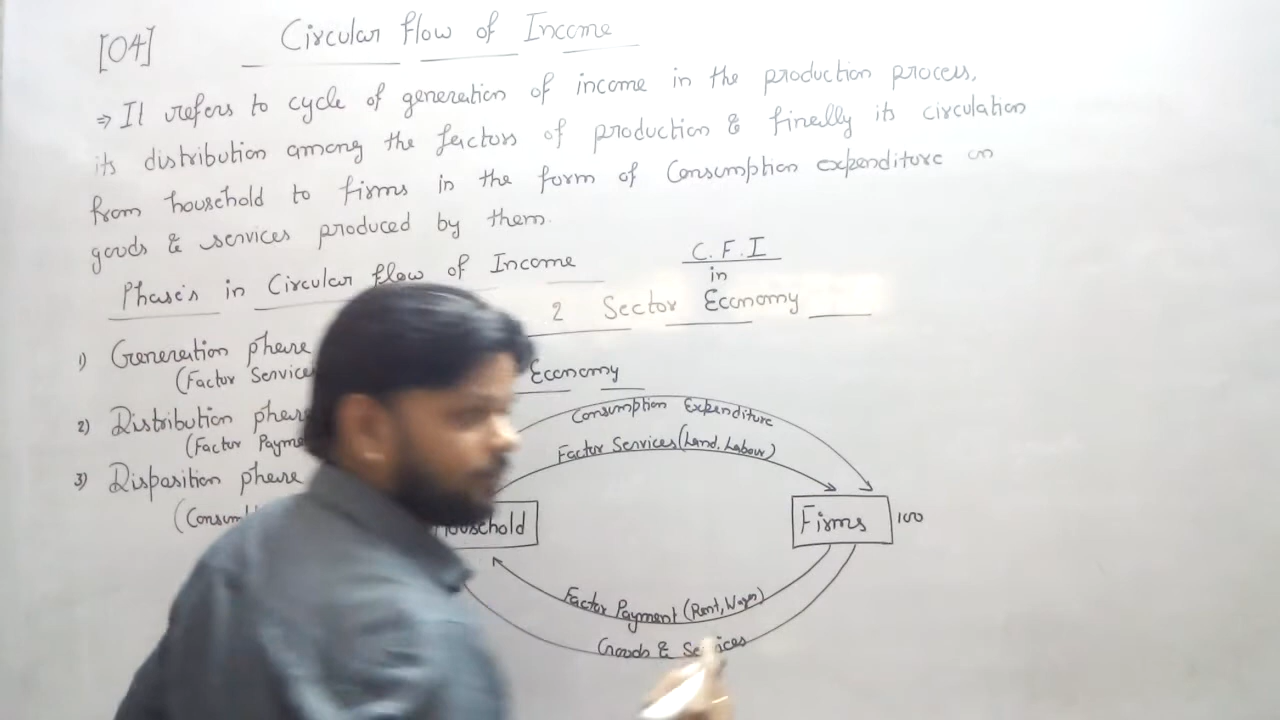 [04] Circular flow of Income
⇒ It refers to cycle of generation of income in the production process,
its distribution among the factors of production & finally its circulation
from household to firms in the form of Consumption expenditure on
goods & services produced by them.
Phase's in Circular flow of Income
C.F.I
in
2 Sector Economy
1) Generation phase
(Factor Services
Economy
2) Distribution phase
(Factor
3) Disposition phase
Consumption Expenditure
Factor Services (Land, Labour)
Household
Firms 100
Factor Payment (Rent, Wages)
Goods & Services